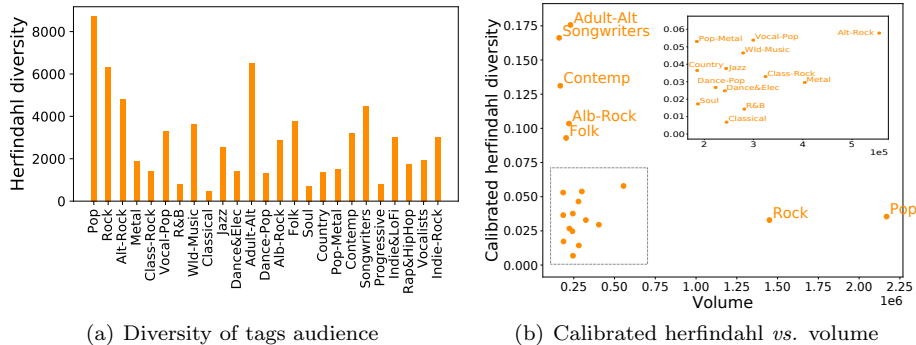 Herfindahl diversity
8000
6000
4000
2000
0
Pop
Rock
Alt-Rock
Metal
Class-Rock
Vocal-Pop
R&B
Wld-Music
Classical
Jazz
Dance&Elec
Adult-Alt
Dance-Pop
Alb-Rock
Folk
Soul
Country
Pop-Metal
Contemp
Songwriters
Progressive
Indie&LoFi
Rap&HipHop
Vocalists
Indie-Rock
(a) Diversity of tags audience
Calibrated herfindahl diversity
0.175
0.150
0.125
0.100
0.075
0.050
0.025
0.000
Adult-Alt
Songwriters
Contemp
Alb-Rock
Folk
Rock
Pop
0.06
0.05
0.04
0.03
0.02
0.01
0.00
Alt-Rock
Pop-Metal
Vocal-Pop
Wld-Music
Country
Jazz
Class-Rock
Dance-Pop
Metal
Dance&Elec
Soul
R&B
Classical
2 3 4 5
1e5
0.00 0.25 0.50 0.75 1.00 1.25 1.50 1.75 2.00 2.25
Volume
1e6
(b) Calibrated herfindahl vs. volume